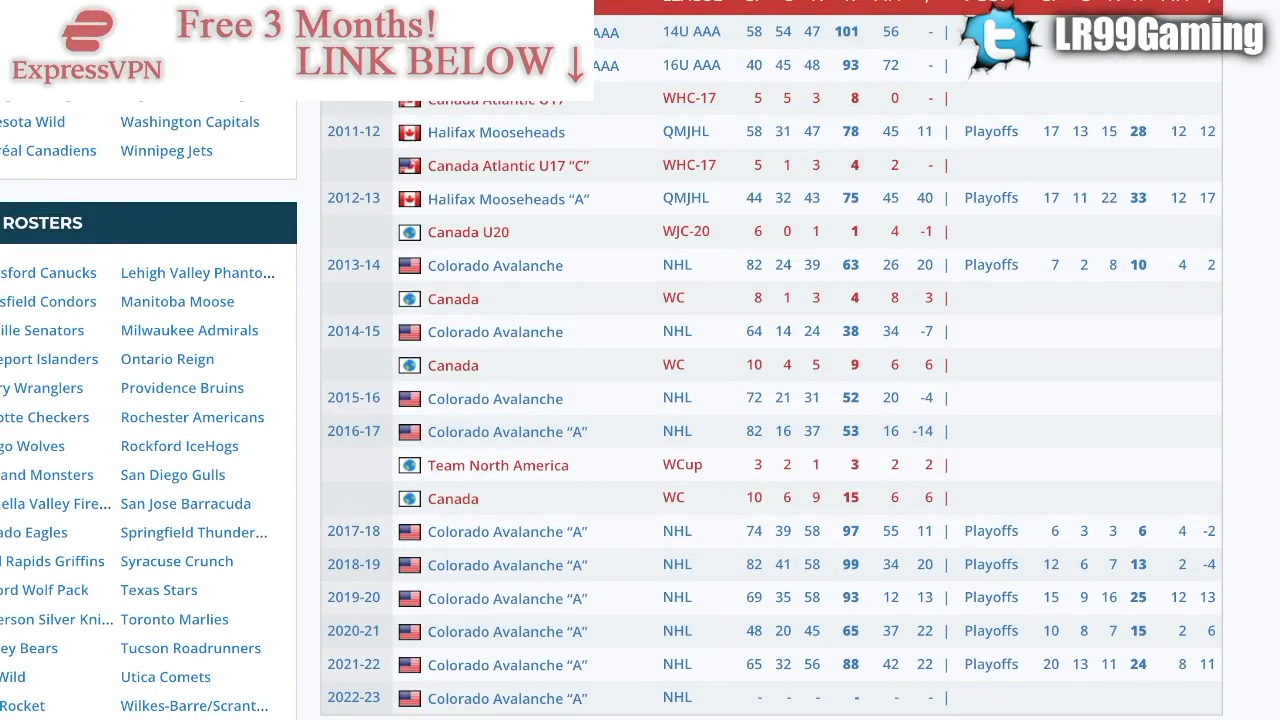 ExpressVPN
Free 3 Months!
LINK BELOW ↓
LR99Gaming
AAA 14U AAA 58 54 47 101 56 - |
AAA 16U AAA 40 45 48 93 72 - |
Canada Atlantic U17 WHC-17 5 5 3 8 0 - |
2011-12 Halifax Mooseheads QMJHL 58 31 47 78 45 11 | Playoffs 17 13 15 28 12 12
Canada Atlantic U17 “C” WHC-17 5 1 3 4 2 - |
2012-13 Halifax Mooseheads “A” QMJHL 44 32 43 75 45 40 | Playoffs 17 11 22 33 12 17
Canada U20 WJC-20 6 0 1 1 4 -1 |
2013-14 Colorado Avalanche NHL 82 24 39 63 26 20 | Playoffs 7 2 8 10 4 2
Canada WC 8 1 3 4 8 3 |
2014-15 Colorado Avalanche NHL 64 14 24 38 34 -7 |
Canada WC 10 4 5 9 6 6 |
2015-16 Colorado Avalanche NHL 72 21 31 52 20 -4 |
2016-17 Colorado Avalanche “A” NHL 82 16 37 53 16 -14 |
Team North America WCup 3 2 1 3 2 2 |
Canada WC 10 6 9 15 6 6 |
2017-18 Colorado Avalanche “A” NHL 74 39 58 97 55 11 | Playoffs 6 3 3 6 4 -2
2018-19 Colorado Avalanche “A” NHL 82 41 58 99 34 20 | Playoffs 12 6 7 13 2 -4
2019-20 Colorado Avalanche “A” NHL 69 35 58 93 12 13 | Playoffs 15 9 16 25 12 13
2020-21 Colorado Avalanche “A” NHL 48 20 45 65 37 22 | Playoffs 10 8 7 15 2 6
2021-22 Colorado Avalanche “A” NHL 65 32 56 88 42 22 | Playoffs 20 13 11 24 8 11
2022-23 Colorado Avalanche “A” NHL - - - - - - |
esota Wild Washington Capitals
réal Canadiens Winnipeg Jets
ROSTERS
tsford Canucks Lehigh Valley Phanto...
sfield Condors Manitoba Moose
ille Senators Milwaukee Admirals
eport Islanders Ontario Reign
ry Wranglers Providence Bruins
otte Checkers Rochester Americans
go Wolves Rockford IceHogs
and Monsters San Diego Gulls
ella Valley Fire... San Jose Barracuda
ado Eagles Springfield Thunder...
l Rapids Griffins Syracuse Crunch
ord Wolf Pack Texas Stars
erson Silver Kni... Toronto Marlies
ey Bears Tucson Roadrunners
Wild Utica Comets
Rocket Wilkes-Barre/Scrant...